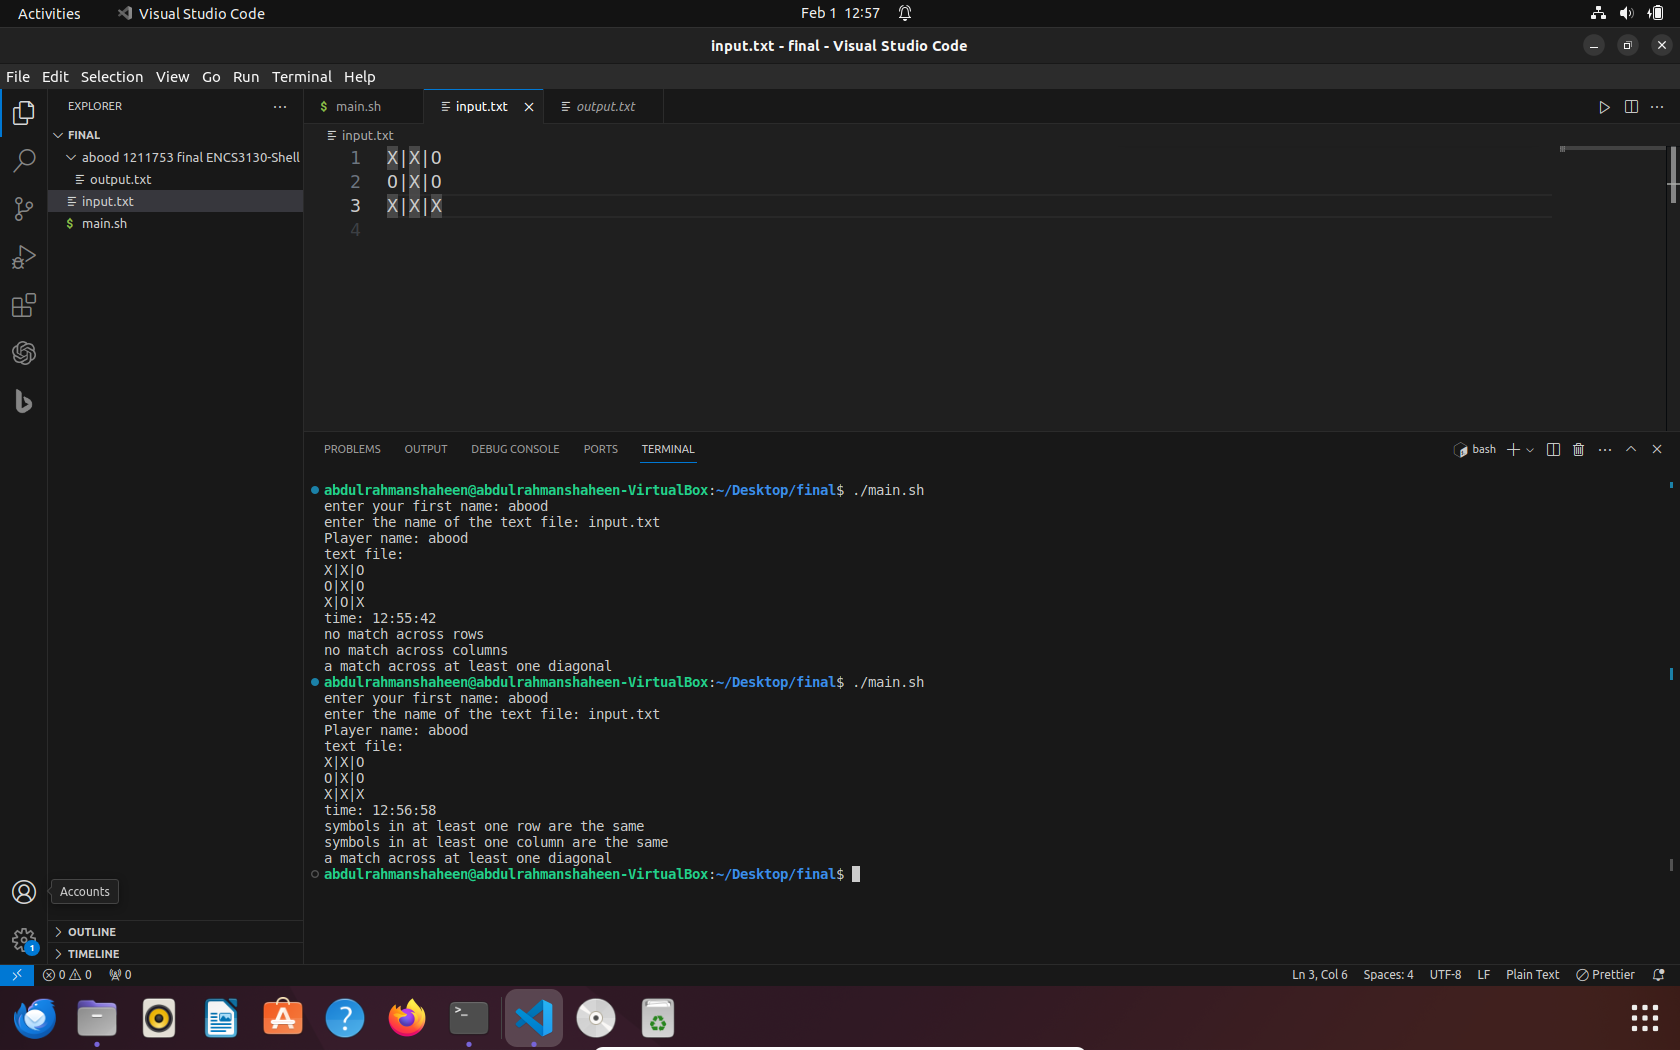 Activities Visual Studio Code Feb 1 12:57
input.txt - final - Visual Studio Code
File Edit Selection View Go Run Terminal Help
EXPLORER
FINAL
abood 1211753 final ENCS3130-Shell
output.txt
input.txt
$ main.sh
$ main.sh input.txt output.txt
input.txt
1 X|X|O
2 O|X|O
3 X|X|X
4
PROBLEMS OUTPUT DEBUG CONSOLE PORTS TERMINAL bash
abdulrahmanshaheen@abdulrahmanshaheen-VirtualBox:~/Desktop/final$ ./main.sh
enter your first name: abood
enter the name of the text file: input.txt
Player name: abood
text file:
X|X|O
O|X|O
X|O|X
time: 12:55:42
no match across rows
no match across columns
a match across at least one diagonal
abdulrahmanshaheen@abdulrahmanshaheen-VirtualBox:~/Desktop/final$ ./main.sh
enter your first name: abood
enter the name of the text file: input.txt
Player name: abood
text file:
X|X|O
O|X|O
X|X|X
time: 12:56:58
symbols in at least one row are the same
symbols in at least one column are the same
a match across at least one diagonal
abdulrahmanshaheen@abdulrahmanshaheen-VirtualBox:~/Desktop/final$
Accounts
OUTLINE
1
TIMELINE
0 0 0 Ln 3, Col 6 Spaces: 4 UTF-8 LF Plain Text Prettier